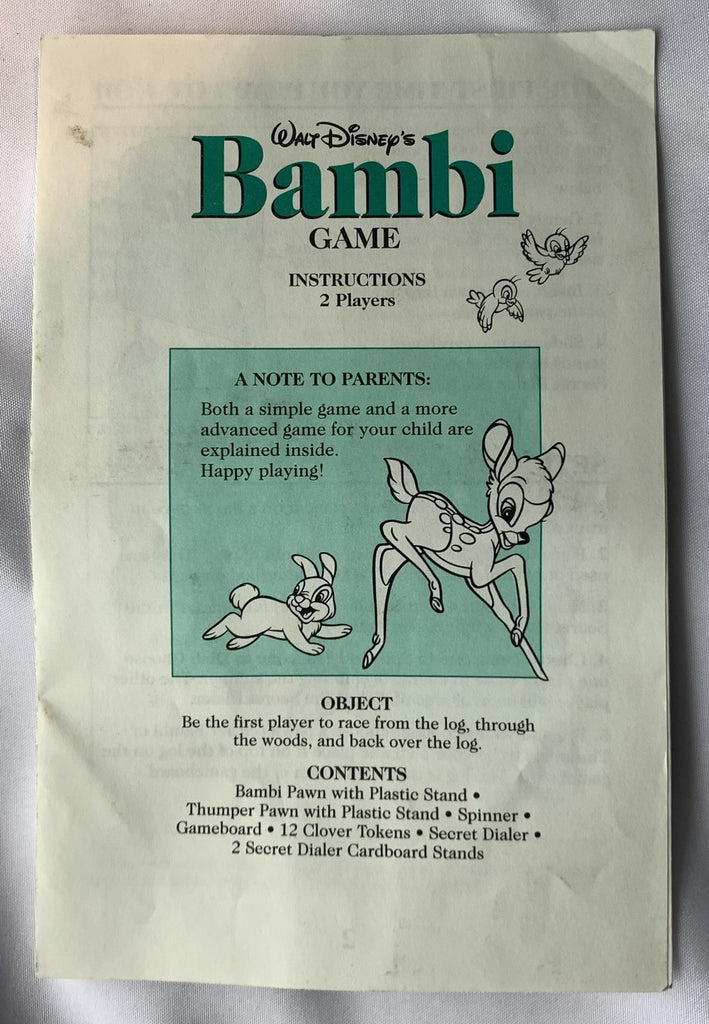 Walt Disney's
Bambi
GAME
INSTRUCTIONS
2 Players
A NOTE TO PARENTS:
Both a simple game and a more
advanced game for your child are
explained inside.
Happy playing!
OBJECT
Be the first player to race from the log, through
the woods, and back over the log.
CONTENTS
Bambi Pawn with Plastic Stand •
Thumper Pawn with Plastic Stand • Spinner •
Gameboard • 12 Clover Tokens • Secret Dialer •
2 Secret Dialer Cardboard Stands